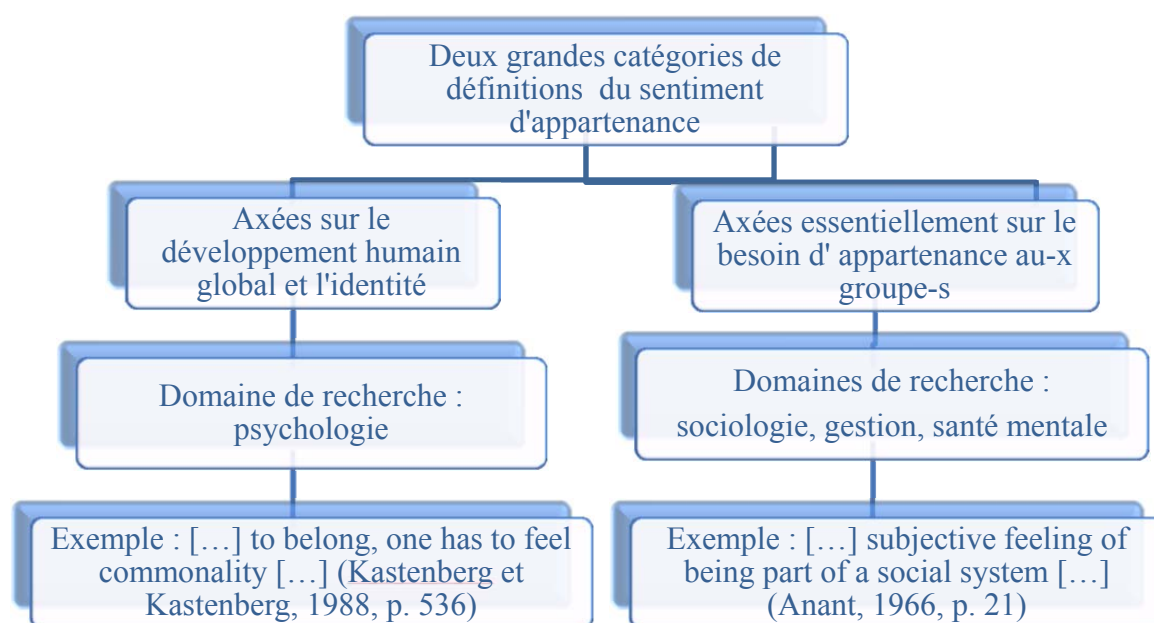 Deux grandes catégories de
définitions  du sentiment
d'appartenance
Axées sur le
développement humain
global et l'identité
Axées essentiellement sur le
besoin d' appartenance au-x
groupe-s
Domaine de recherche :
psychologie
Domaines de recherche :
sociologie, gestion, santé mentale
Exemple : […] to belong, one has to feel
commonality […] (Kastenberg et
Kastenberg, 1988, p. 536)
Exemple : […] subjective feeling of
being part of a social system […]
(Anant, 1966, p. 21)